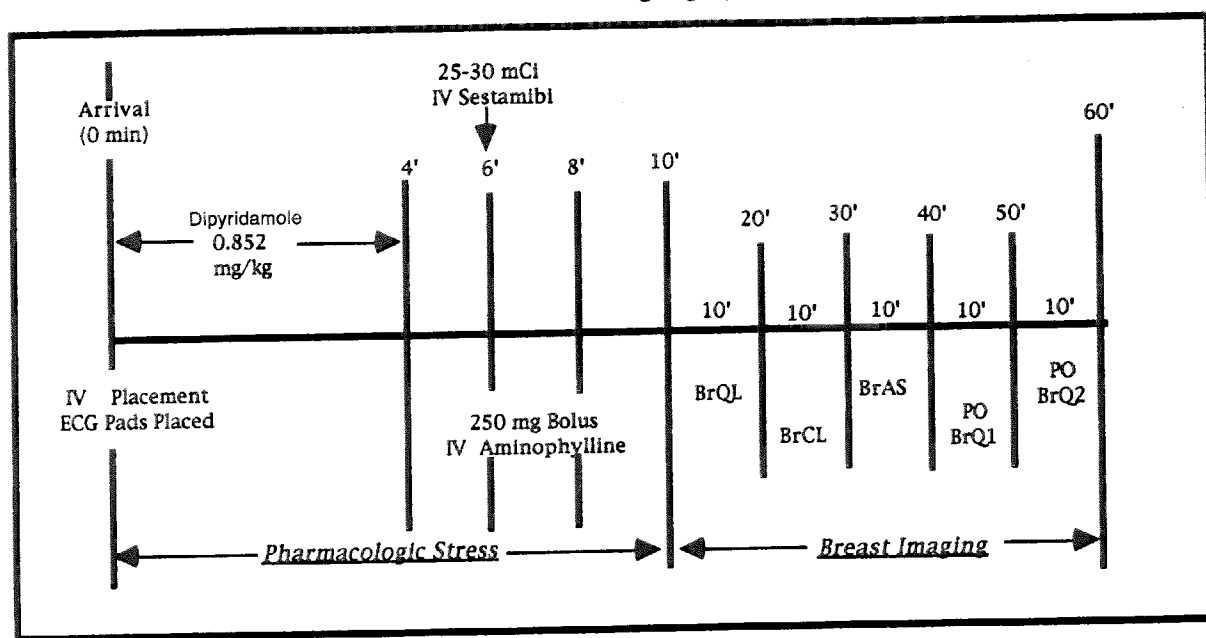 25-30 mCi
IV Sestamibi
Arrival
(0 min)
60'
4'
6'
8'
10'
20'
30'
40'
50'
Dipyridamole
0.852
mg/kg
10'
10'
10'
10'
10'
IV Placement
ECG Pads Placed
250 mg Bolus
IV Aminophylline
BrQL
BrCL
BrAS
PO
BrQ1
PO
BrQ2
Pharmacologic Stress
Breast Imaging